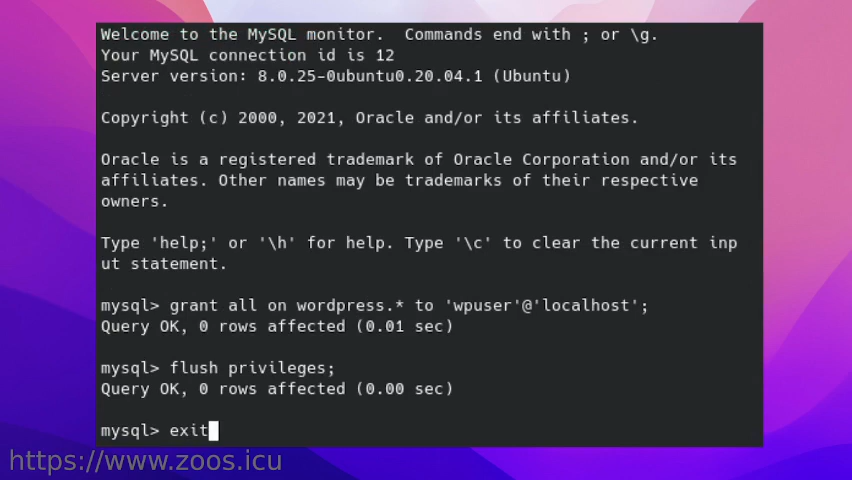 Welcome to the MySQL monitor.  Commands end with ; or \g.
Your MySQL connection id is 12
Server version: 8.0.25-0ubuntu0.20.04.1 (Ubuntu)
Copyright (c) 2000, 2021, Oracle and/or its affiliates.
Oracle is a registered trademark of Oracle Corporation and/or its
affiliates. Other names may be trademarks of their respective
owners.
Type 'help;' or '\h' for help. Type '\c' to clear the current inp
ut statement.
mysql> grant all on wordpress.* to 'wpuser'@'localhost';
Query OK, 0 rows affected (0.01 sec)
mysql> flush privileges;
Query OK, 0 rows affected (0.00 sec)
mysql> exit
https://www.zoos.icu